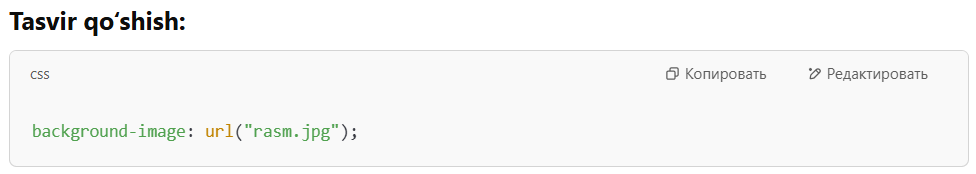 Tasvir qo‘shish:
css
Копировать
Редактировать
background-image: url("rasm.jpg");